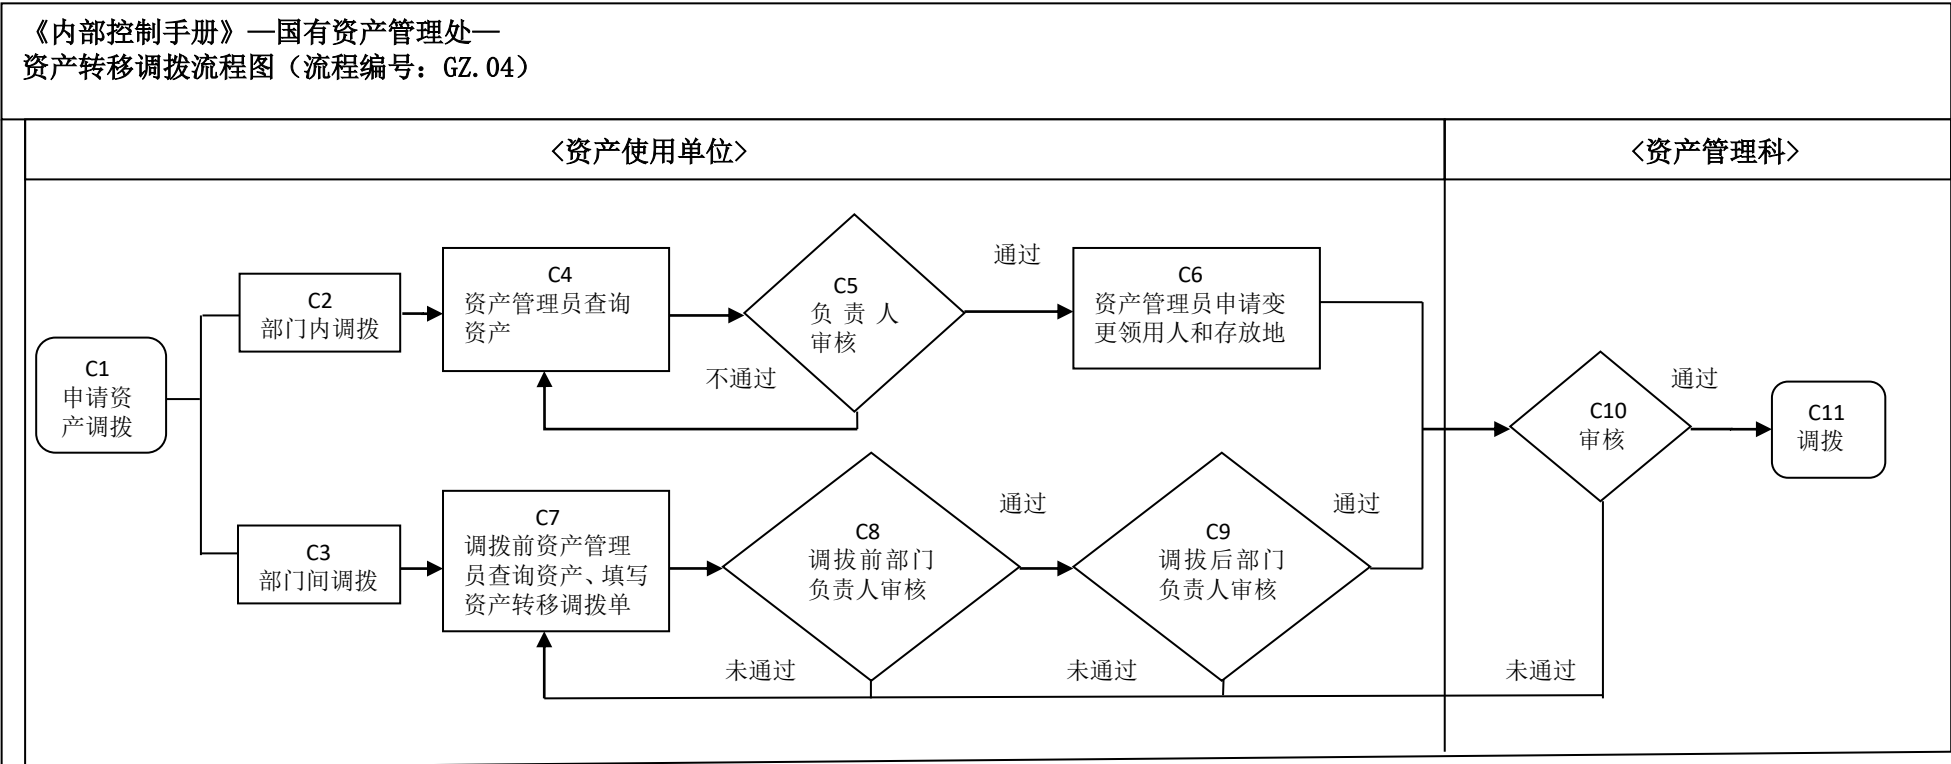 《内部控制手册》—国有资产管理处—
资产转移调拨流程图（流程编号：GZ.04）
<资产使用单位>
<资产管理科>
C1
申请资
产调拨
C2
部门内调拨
C4
资产管理员查询
资产
C5
负 责 人
审核
不通过
通过
C6
资产管理员申请变
更领用人和存放地
C3
部门间调拨
C7
调拨前资产管理
员查询资产、填写
资产转移调拨单
C8
调拔前部门
负责人审核
未通过
通过
C9
调拔后部门
负责人审核
未通过
通过
C10
审核
未通过
通过
C11
调拨